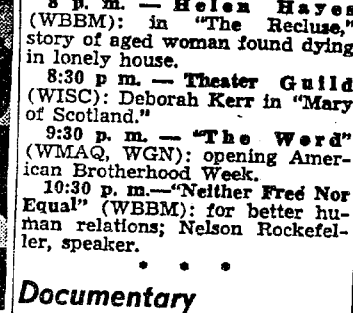 8 p. m. — Helen Hayes
(WBBM): in "The Recluse,"
story of aged woman found dying
in lonely house.
8:30 p m. — Theater Guild
(WISC): Deborah Kerr in "Mary
of Scotland."
9:30 p. m. — "The Word"
(WMAQ, WGN): opening Amer-
ican Brotherhood Week.
10:30 p. m.—"Neither Free Nor
Equal" (WBBM): for better hu-
man relations; Nelson Rockefel-
ler, speaker.
* * *
Documentary